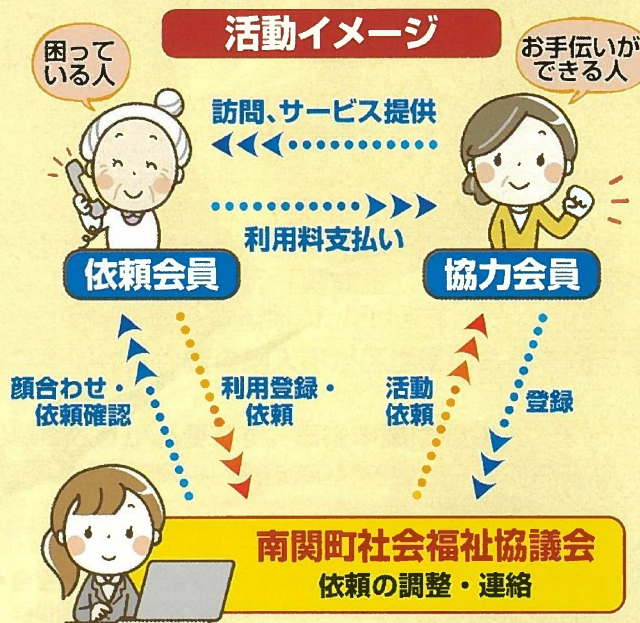 活動イメージ
困って
いる人
お手伝いが
できる人
訪問、サービス提供
利用料支払い
依頼会員
協力会員
顔合わせ・
依頼確認
利用登録・
依頼
活動
依頼
登録
南関町社会福祉協議会
依頼の調整・連絡